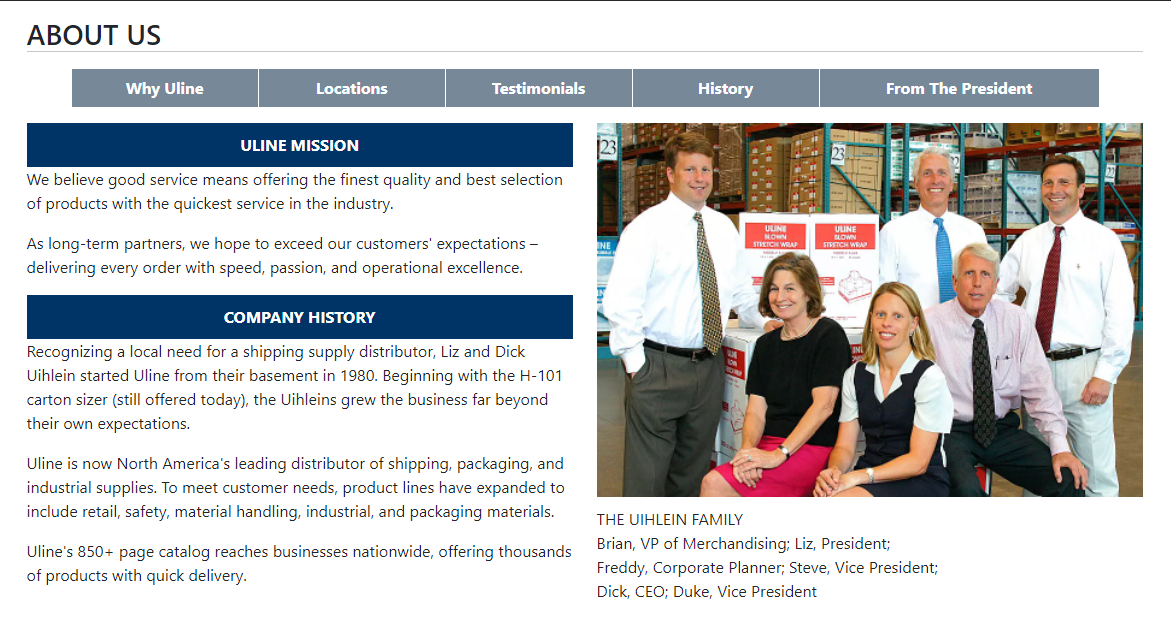 ABOUT US
Why Uline
Locations
Testimonials
History
From The President
ULINE MISSION
We believe good service means offering the finest quality and best selection
of products with the quickest service in the industry.
As long-term partners, we hope to exceed our customers' expectations –
delivering every order with speed, passion, and operational excellence.
COMPANY HISTORY
Recognizing a local need for a shipping supply distributor, Liz and Dick
Uihlein started Uline from their basement in 1980. Beginning with the H-101
carton sizer (still offered today), the Uihleins grew the business far beyond
their own expectations.
Uline is now North America's leading distributor of shipping, packaging, and
industrial supplies. To meet customer needs, product lines have expanded to
include retail, safety, material handling, industrial, and packaging materials.
Uline's 850+ page catalog reaches businesses nationwide, offering thousands
of products with quick delivery.
23
23
22
ULINE
BLOWN
STRETCH WRAP
ULINE
BLOWN
STRETCH WRAP
THE UIHLEIN FAMILY
Brian, VP of Merchandising; Liz, President;
Freddy, Corporate Planner; Steve, Vice President;
Dick, CEO; Duke, Vice President